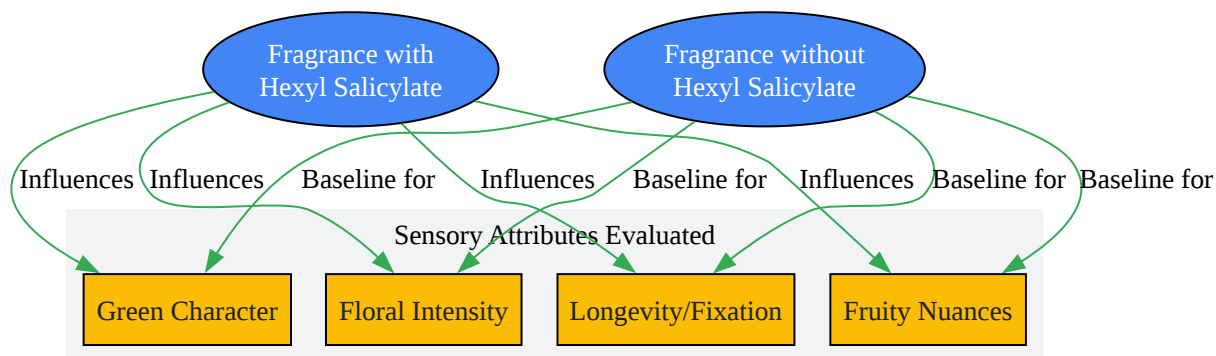 Fragrance with
Hexyl Salicylate
Fragrance without
Hexyl Salicylate
Influences
Influences
Baseline for
Influences
Baseline for
Influences
Baseline for
Baseline for
Sensory Attributes Evaluated
Green Character
Floral Intensity
Longevity/Fixation
Fruity Nuances